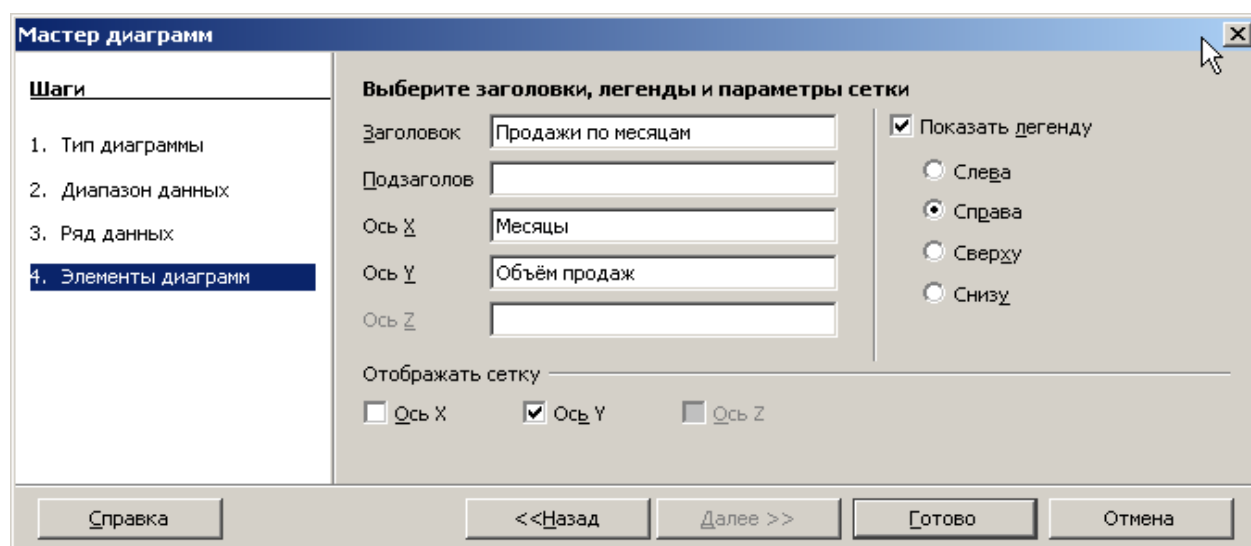 Мастер диаграмм
Шаги
1. Тип диаграммы
2. Диапазон данных
3. Ряд данных
4. Элементы диаграмм
Выберите заголовки, легенды и параметры сетки
Заголовок Продажи по месяцам
Подзаголов
Ось X Месяцы
Ось Y Объём продаж
Ось Z
Показать легенду
Слева
Справа
Сверху
Снизу
Отображать сетку
Ось X Ось Y Ось Z
Справка <<Назад Далее >> Готово Отмена